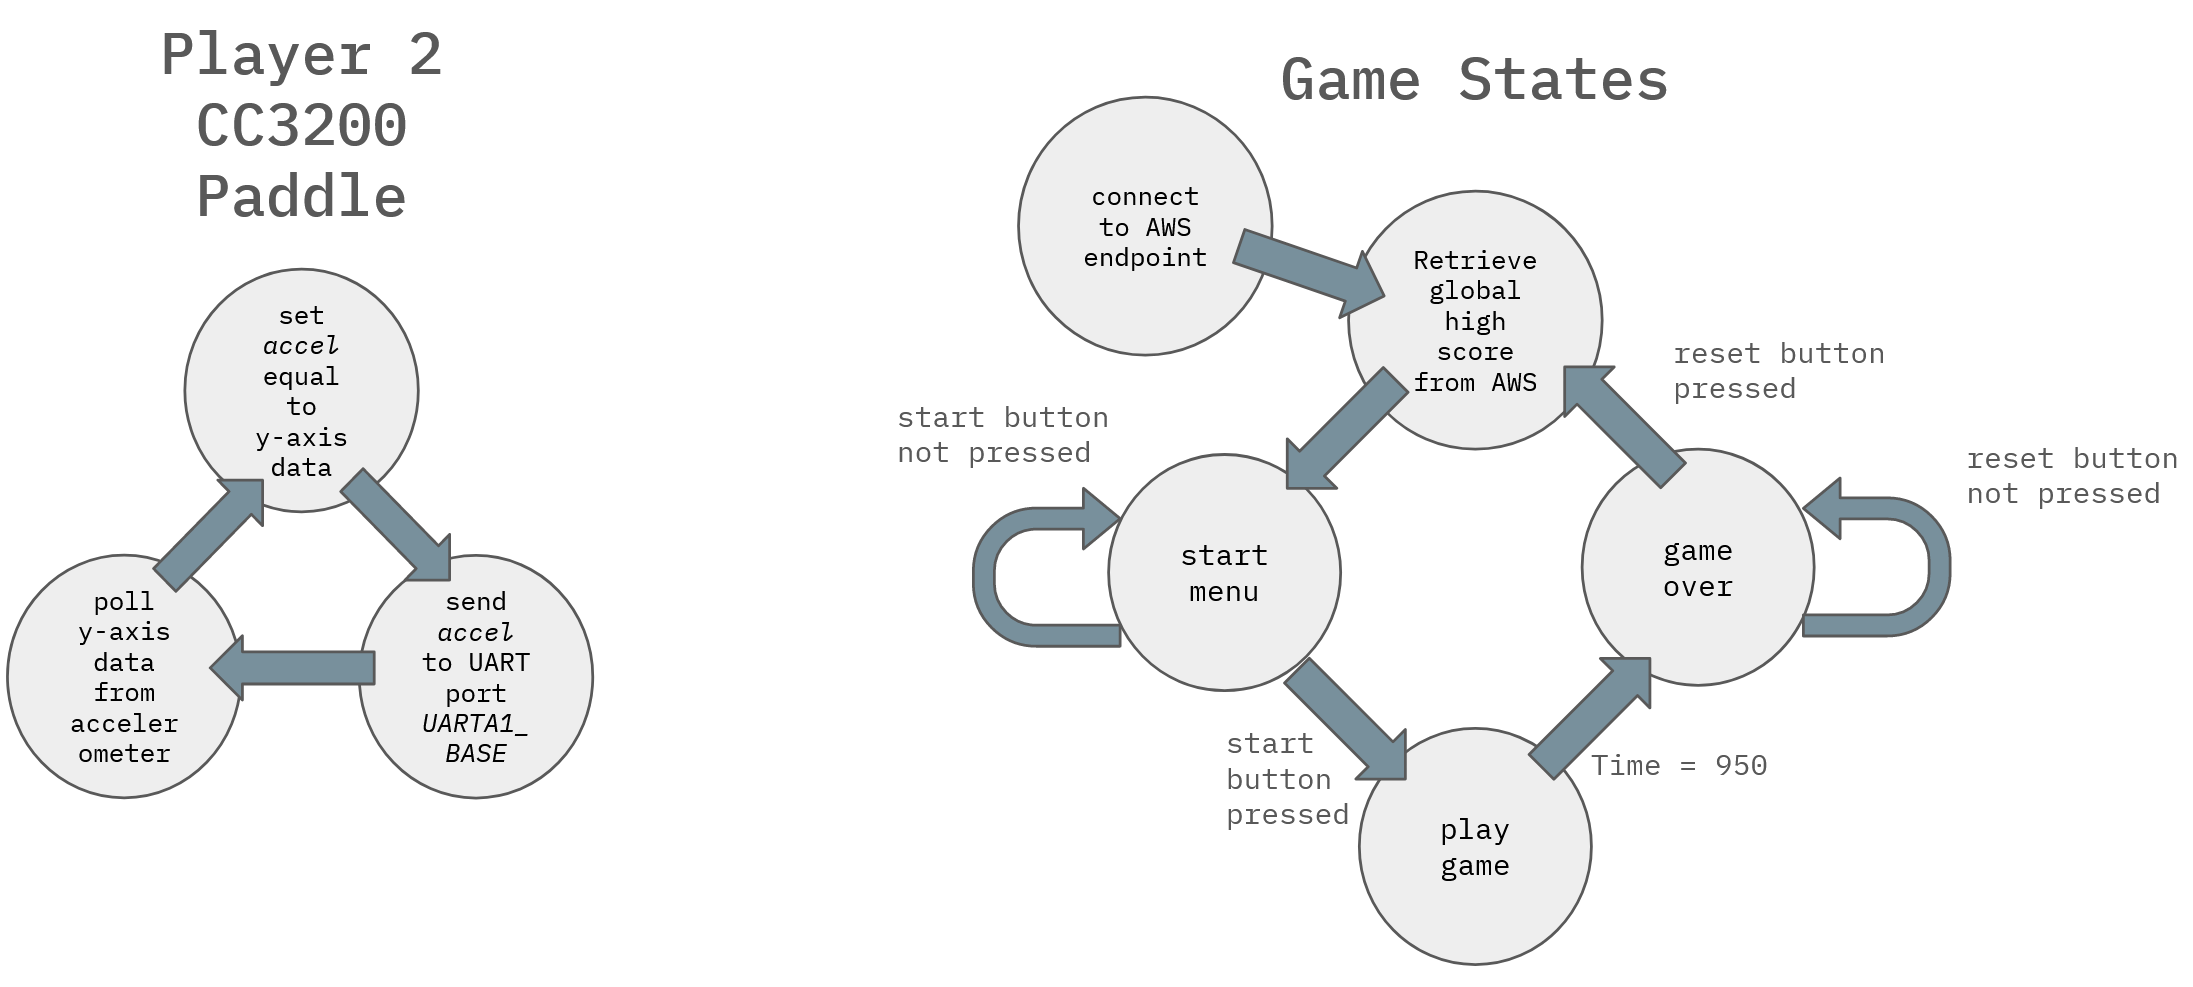 Player 2
CC3200
Paddle
set
accel
equal
to
y-axis
data
poll
y-axis
data
from
acceler
ometer
send
accel
to UART
port
UARTA1_
BASE
Game States
connect
to AWS
endpoint
Retrieve
global
high
score
from AWS
reset button
pressed
start button
not pressed
reset button
not pressed
start
menu
game
over
start
button
pressed
Time = 950
play
game